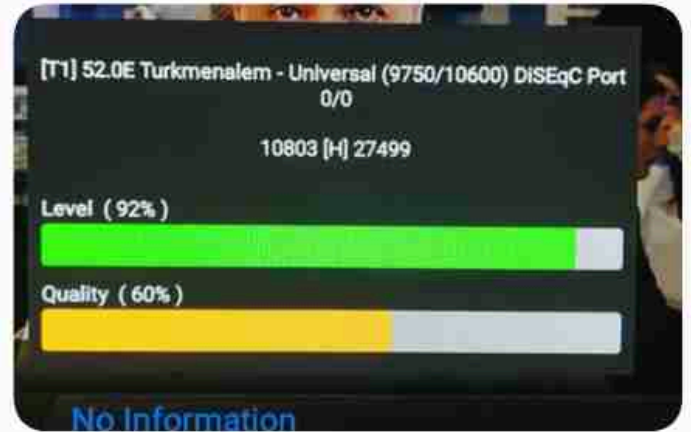 [T1] 52.0E Turkmenalem - Universal (9750/10600) DiSEqC Port
0/0
10803 [H] 27499
Level ( 92% )
Quality ( 60% )
No Information